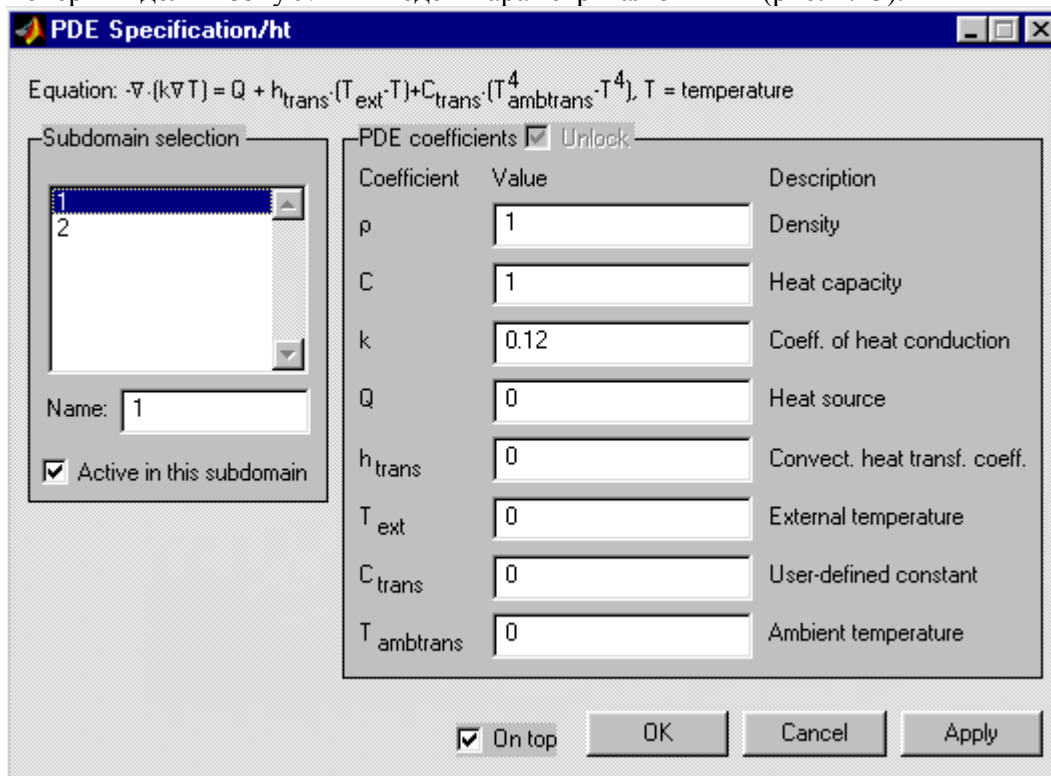 PDE Specification/ht
Equation: -∇·(k∇T) = Q + h_trans·(T_ext-T)+C_trans·(T⁴_ambtrans-T⁴), T = temperature
Subdomain selection
1
2
Name: 1
Active in this subdomain
PDE coefficients Unlock
Coefficient Value Description
ρ 1 Density
C 1 Heat capacity
k 0.12 Coeff. of heat conduction
Q 0 Heat source
h_trans 0 Convect. heat transf. coeff.
T_ext 0 External temperature
C_trans 0 User-defined constant
T_ambtrans 0 Ambient temperature
On top OK Cancel Apply